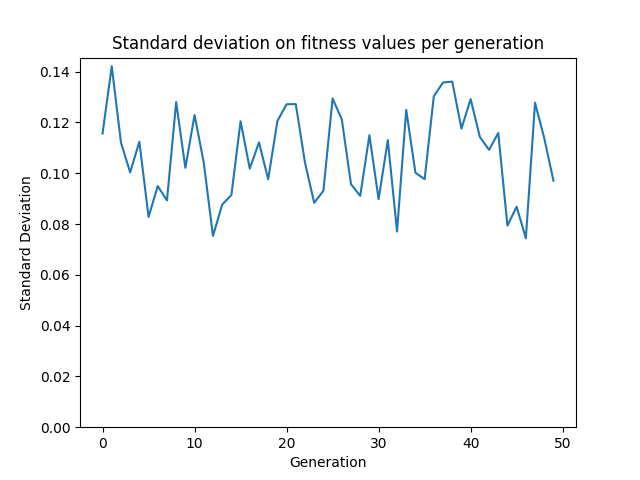 Standard deviation on fitness values per generation
0.14
0.12
0.10
0.08
0.06
0.04
0.02
0.00
Standard Deviation
0 10 20 30 40 50
Generation